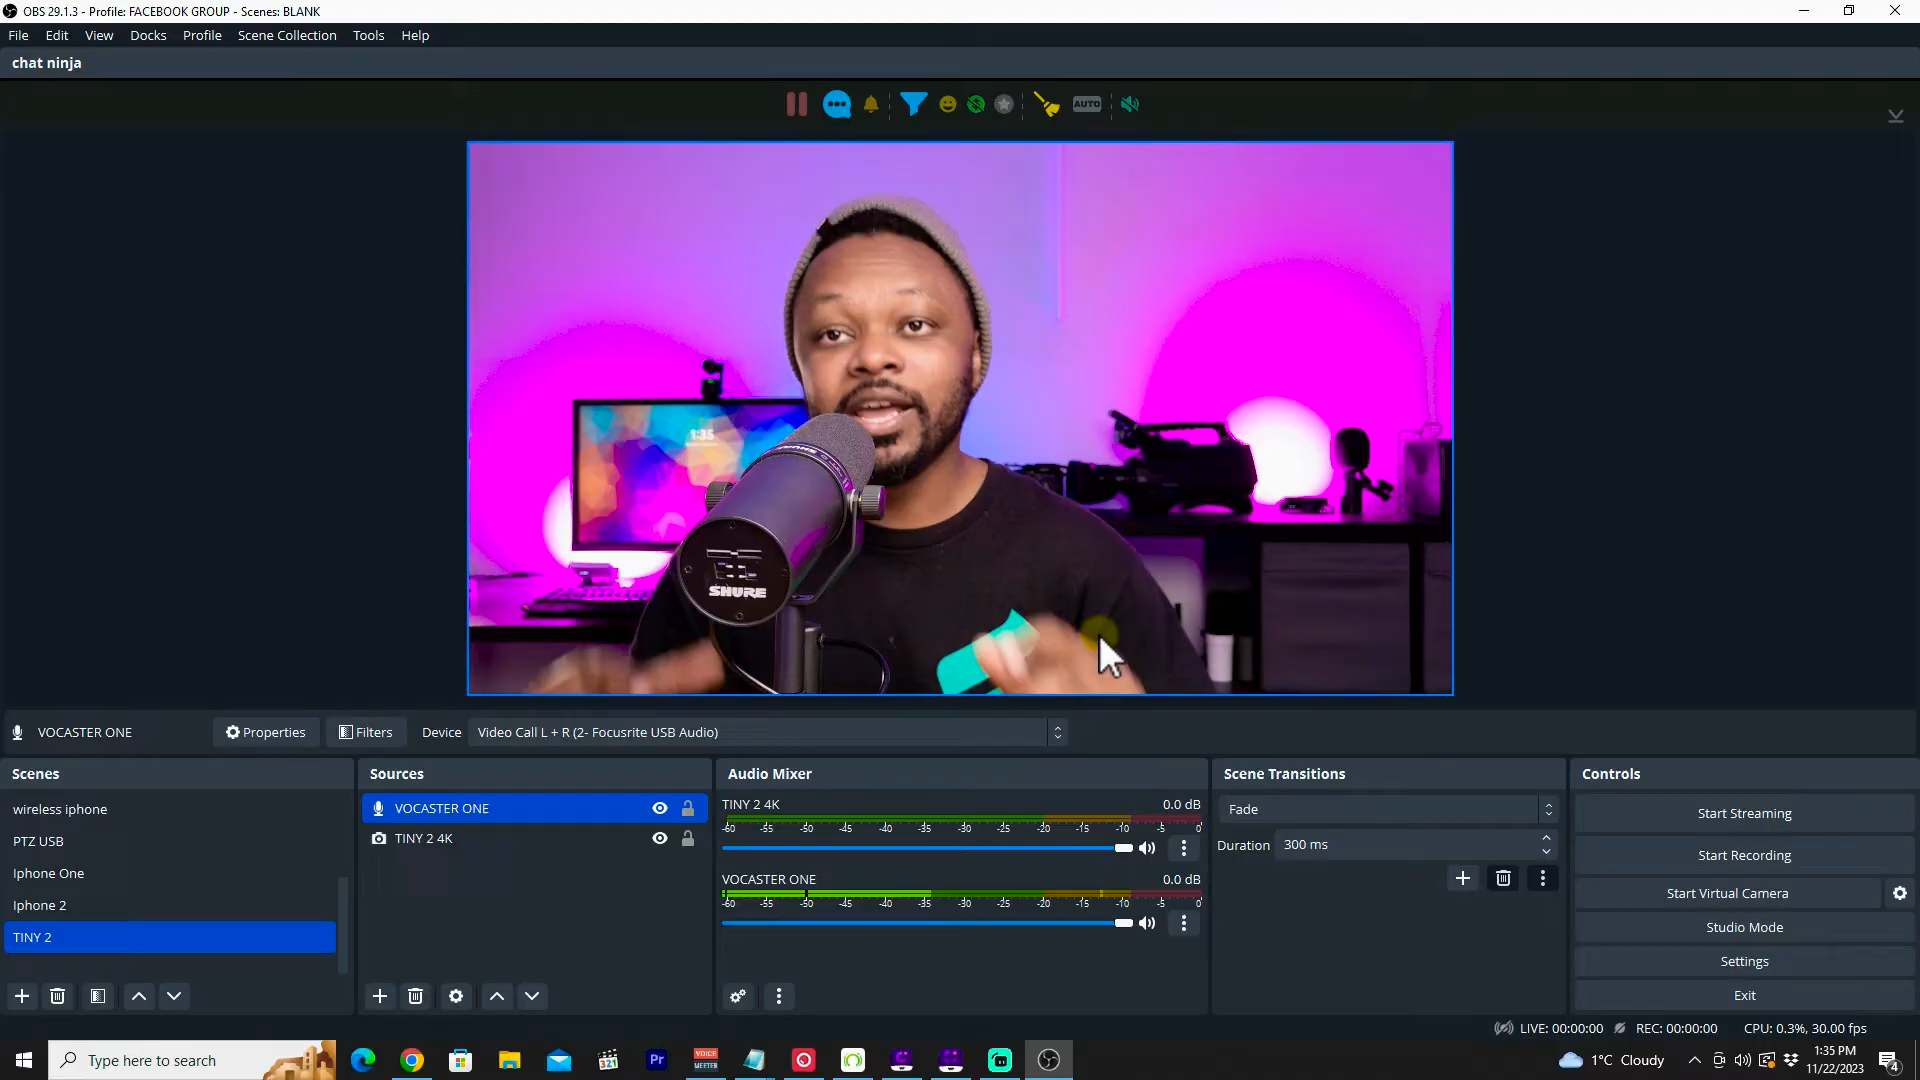 OBS 29.1.3 - Profile: FACEBOOK GROUP - Scenes: BLANK
File Edit View Docks Profile Scene Collection Tools Help
chat ninja
AUTO
1:35
SHURE
VOCASTER ONE Properties Filters Device Video Call L + R (2- Focusrite USB Audio)
Scenes
wireless iphone
PTZ USB
Iphone One
Iphone 2
TINY 2
Sources
VOCASTER ONE
TINY 2 4K
Audio Mixer
TINY 2 4K 0.0 dB
-60 -55 -50 -45 -40 -35 -30 -25 -20 -15 -10 -5 0
VOCASTER ONE 0.0 dB
-60 -55 -50 -45 -40 -35 -30 -25 -20 -15 -10 -5 0
Scene Transitions
Fade
Duration 300 ms
Controls
Start Streaming
Start Recording
Start Virtual Camera
Studio Mode
Settings
Exit
LIVE: 00:00:00 REC: 00:00:00 CPU: 0.3%, 30.00 fps
Type here to search
321
Pr
VOICE
MEETER
1°C Cloudy
1:35 PM
11/22/2023
4